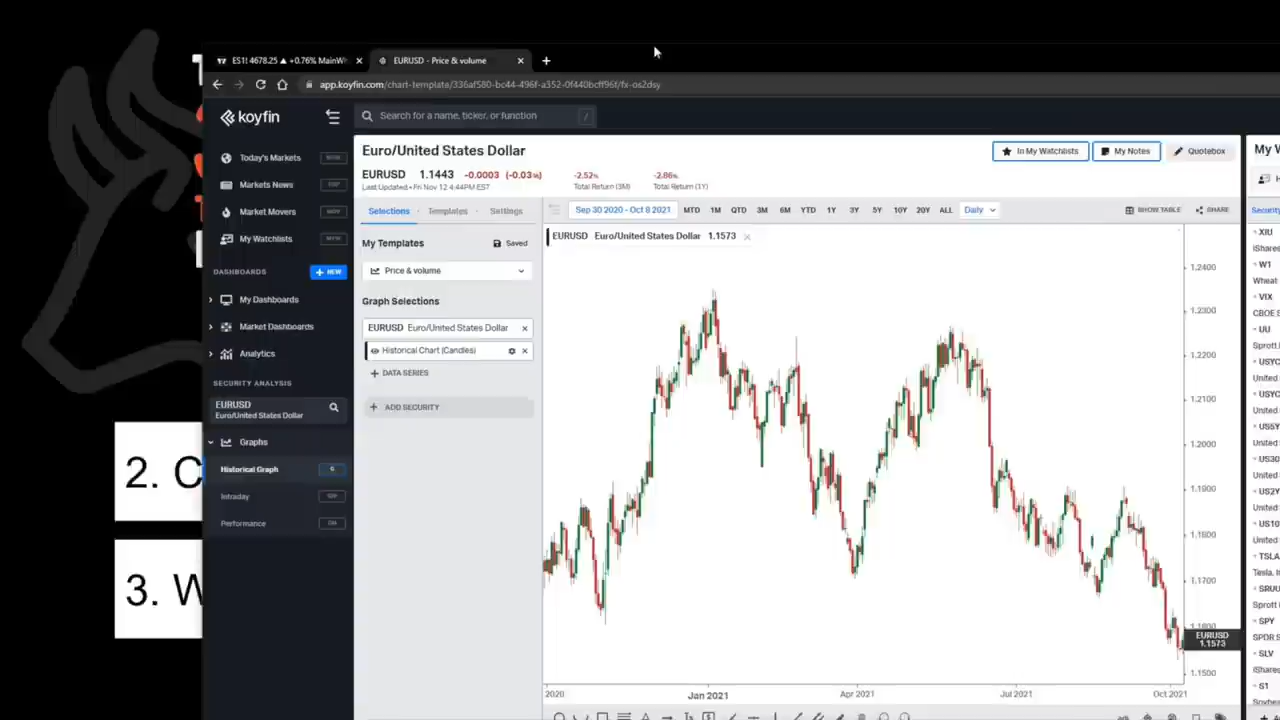 ES1! 4678.25 ▲ +0.76% MainW
EURUSD - Price & volume
app.koyfin.com/chart-template/336af580-bc44-496f-a352-0f440bcff96f/fx-os2dsy
koyfin
Search for a name, ticker, or function /
Today's Markets
Markets News
Market Movers
My Watchlists
DASHBOARDS + NEW
My Dashboards
Market Dashboards
Analytics
SECURITY ANALYSIS
EURUSD
Euro/United States Dollar
Graphs
Historical Graph G
Intraday
Performance
Euro/United States Dollar
In My Watchlists
My Notes
Quotebox
EURUSD 1.1443 -0.0003 (-0.03%)
Last Updated • Fri Nov 12 4:44PM EST
-2.52%
Total Return (3M)
-2.86%
Total Return (1Y)
Selections Templates Settings
My Templates Saved
Price & volume
Graph Selections
EURUSD Euro/United States Dollar
Historical Chart (Candles)
+ DATA SERIES
+ ADD SECURITY
Sep 30 2020 - Oct 8 2021 MTD 1M QTD 3M 6M YTD 1Y 3Y 5Y 10Y 20Y ALL Daily
SHOW TABLE SHARE
EURUSD Euro/United States Dollar 1.1573
1.2400
1.2300
1.2200
1.2100
1.2000
1.1900
1.1800
1.1700
1.1600
EURUSD
1.1573
1.1500
2020 Jan 2021 Apr 2021 Jul 2021 Oct 2021
My W
Security
XIU
iShares
W1
Wheat
VIX
CBOE S
UU
Sprott
USYC
United
USYC
United
US5Y
United
US30
United
US2Y
United
US10
United
TSLA
Tesla, I
SRUU
Sprott
SPY
SPDR S
SLV
iShares
S1
2. C
3. W